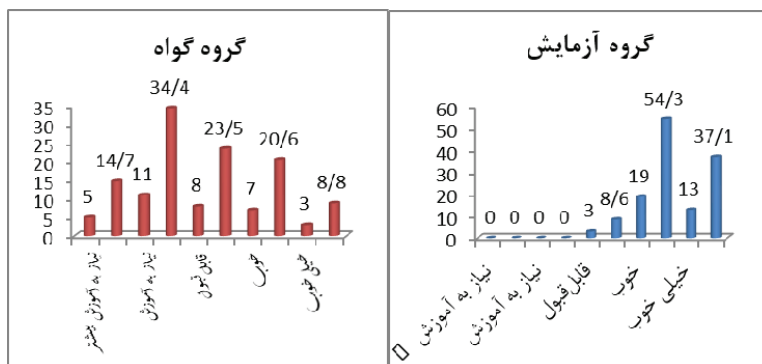 گروه گواه
35
30
25
20
15
10
5
0
5
14/7
11
34/4
8
23/5
7
20/6
3
8/8
نیاز به آموزش بیشتر
نیاز به آموزش
قابل قبول
خوب
خیلی خوب
گروه آزمایش
60
50
40
30
20
10
0
0
0
0
0
3
8/6
19
54/3
13
37/1
نیاز به آموزش
نیاز به آموزش
قابل قبول
خوب
خیلی خوب